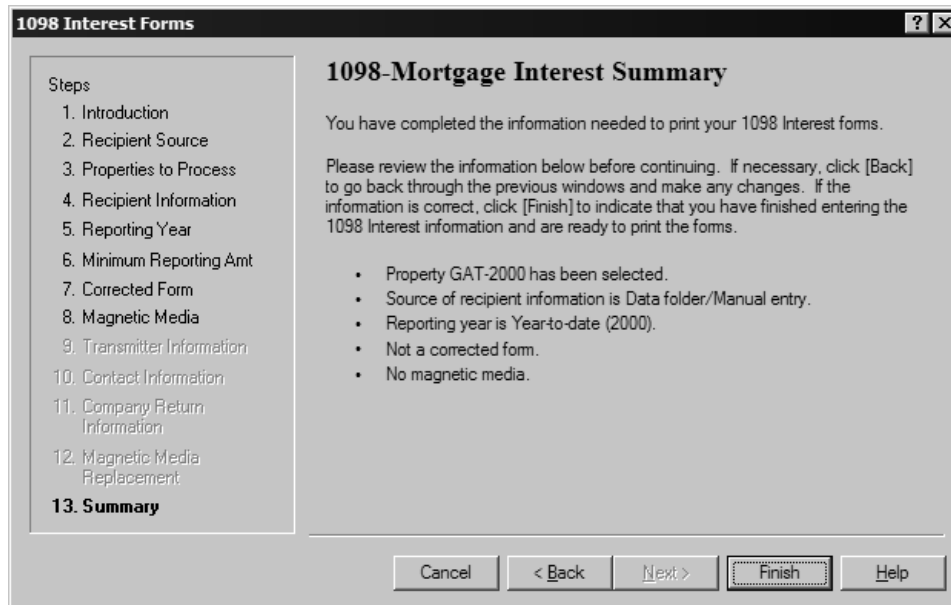 1098 Interest Forms
Steps
1. Introduction
2. Recipient Source
3. Properties to Process
4. Recipient Information
5. Reporting Year
6. Minimum Reporting Amt
7. Corrected Form
8. Magnetic Media
9. Transmitter Information
10. Contact Information
11. Company Return
Information
12. Magnetic Media
Replacement
13. Summary
1098-Mortgage Interest Summary
You have completed the information needed to print your 1098 Interest forms.
Please review the information below before continuing. If necessary, click [Back]
to go back through the previous windows and make any changes. If the
information is correct, click [Finish] to indicate that you have finished entering the
1098 Interest information and are ready to print the forms.
• Property GAT-2000 has been selected.
• Source of recipient information is Data folder/Manual entry.
• Reporting year is Year-to-date (2000).
• Not a corrected form.
• No magnetic media.
Cancel < Back Next > Finish Help